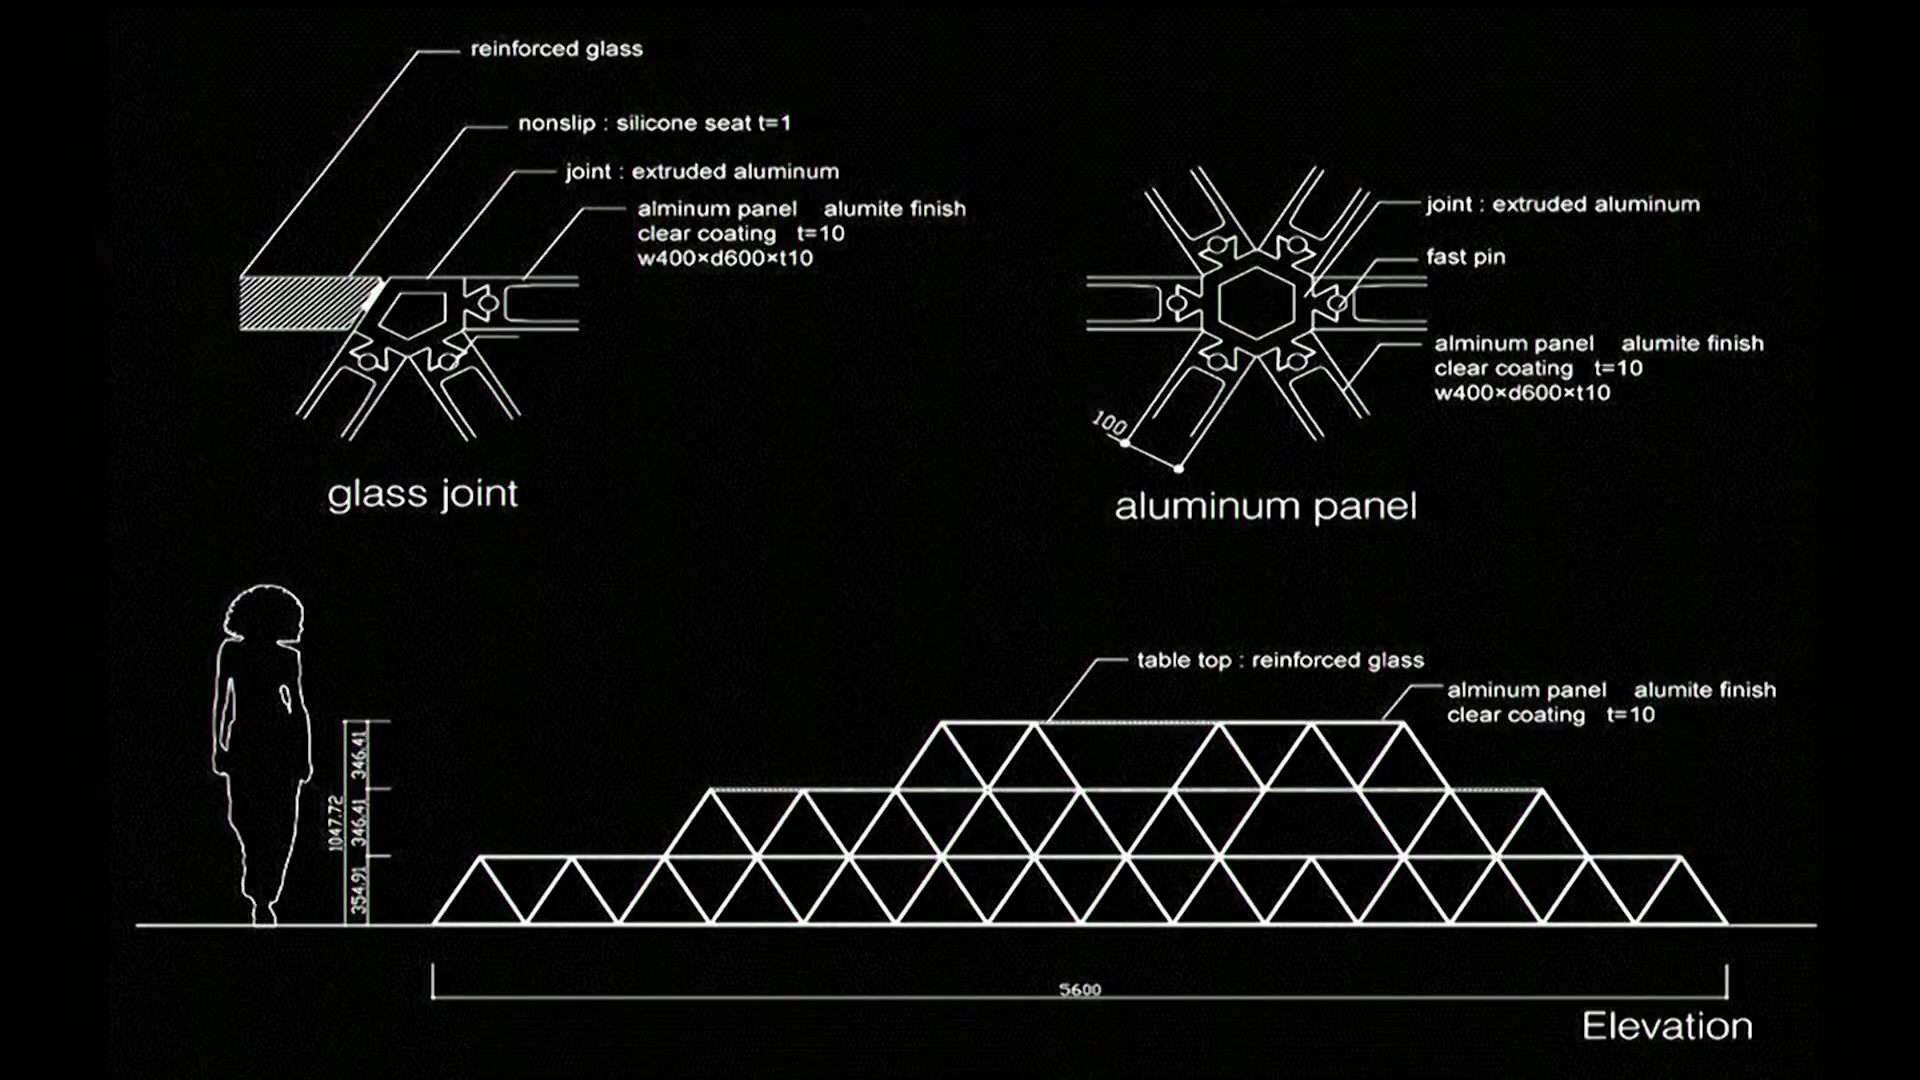 reinforced glass
nonslip : silicone seat t=1
joint : extruded aluminum
alminum panel alumite finish
clear coating t=10
w400×d600×t10
glass joint
joint : extruded aluminum
fast pin
alminum panel alumite finish
clear coating t=10
w400×d600×t10
100
aluminum panel
table top : reinforced glass
alminum panel alumite finish
clear coating t=10
346.41
346.41
354.91
1047.72
5600
Elevation